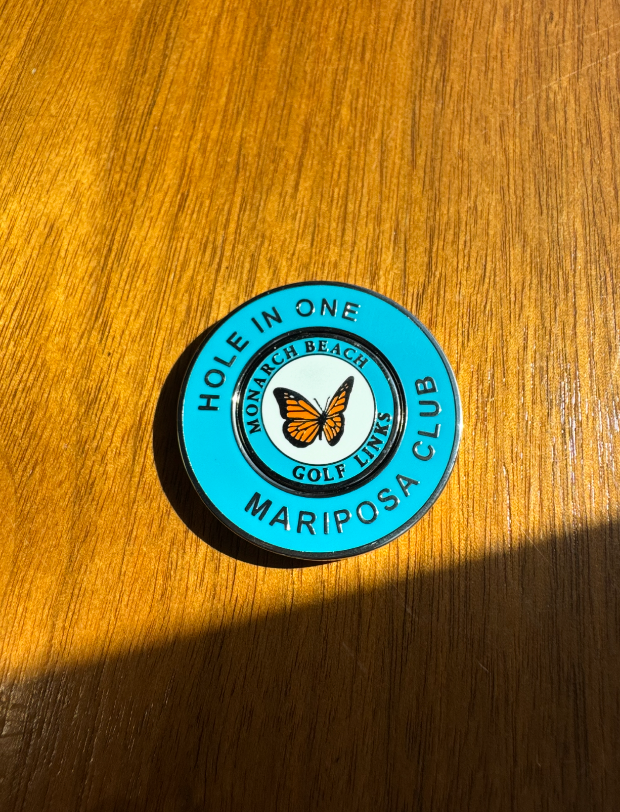 HOLE IN ONE
MONARCH BEACH
GOLF LINKS
MARIPOSA CLUB